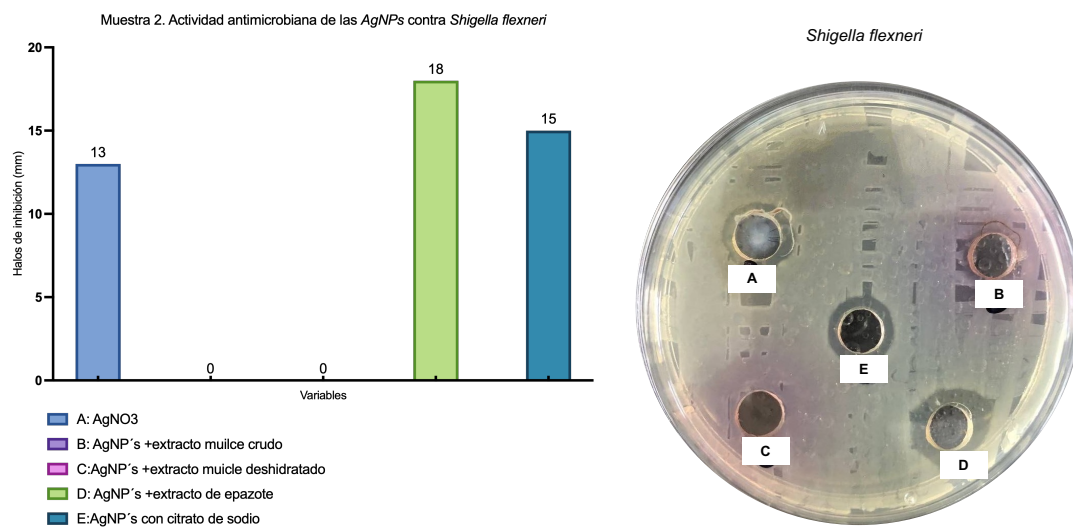 Muestra 2. Actividad antimicrobiana de las AgNPs contra Shigella flexneri
20
15
10
5
0
Halos de inhibición (mm)
13
0
0
18
15
Variables
A: AgNO3
B: AgNP´s +extracto muilce crudo
C:AgNP´s +extracto muicle deshidratado
D: AgNP´s +extracto de epazote
E:AgNP´s con citrato de sodio
Shigella flexneri
A
B
E
C
D